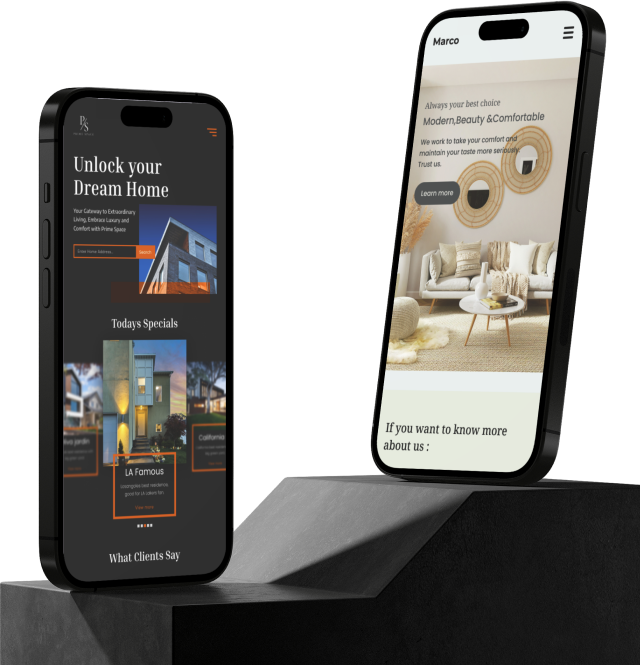 P/S
Unlock your
Dream Home
Your Gateway to Extraordinary
Living, Embrace Luxury and
Comfort with Prime Space
Enter Home Address...
Search
Todays Specials
LA Famous
California
View more
What Clients Say
Marco
Always your best choice
Modern,Beauty &Comfortable
We work to take your comfort and
maintain your taste more seriously.
Trust us.
Learn more
If you want to know more
about us :